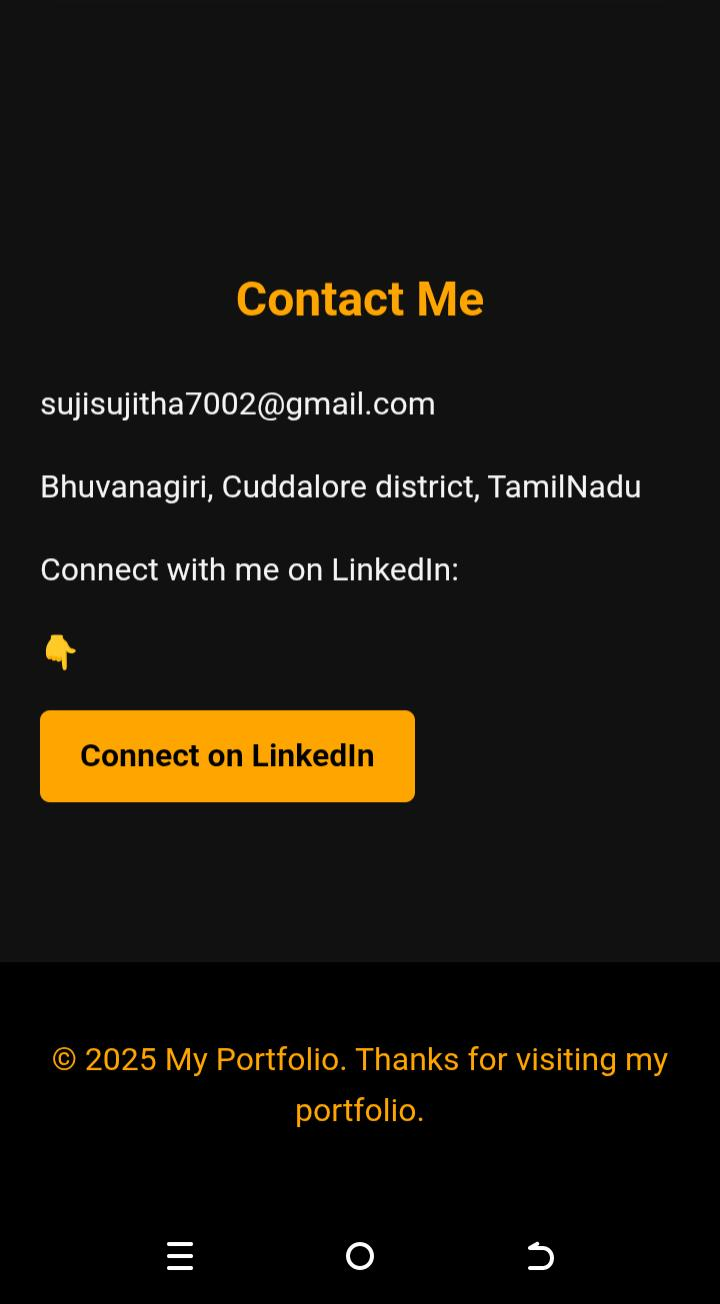 Contact Me
sujisujitha7002@gmail.com
Bhuvanagiri, Cuddalore district, TamilNadu
Connect with me on LinkedIn:
👇
Connect on LinkedIn
© 2025 My Portfolio. Thanks for visiting my
portfolio.